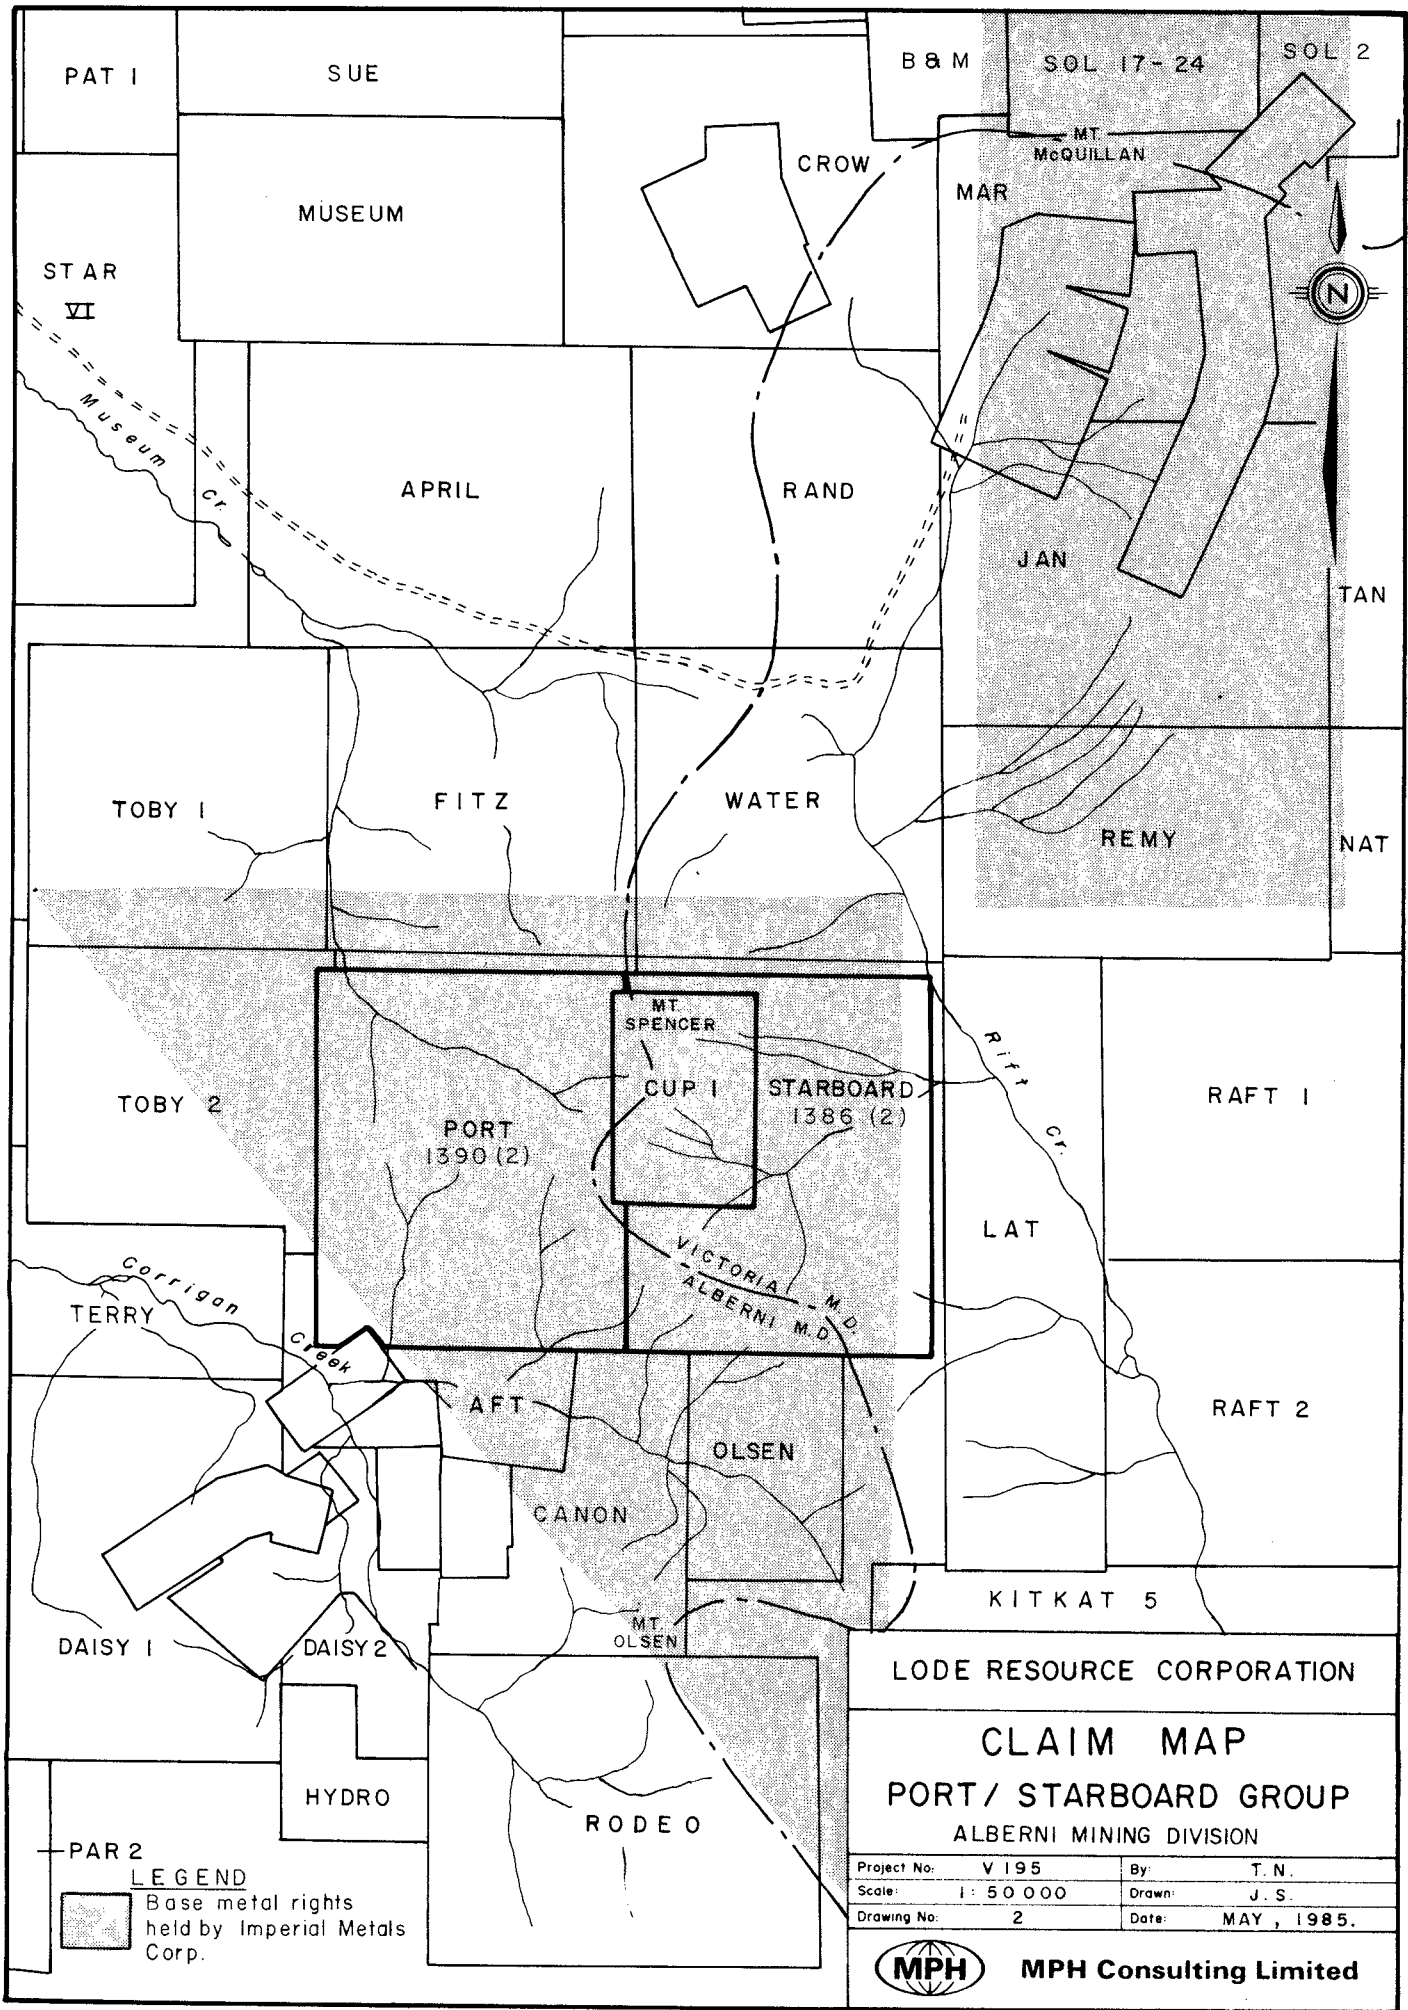 PAT 1
SUE
B & M
SOL 17-24
SOL 2
MT.
McQUILLAN
CROW
MAR
MUSEUM
STAR
VI
N
Museum Cr.
APRIL
RAND
JAN
TAN
TOBY 1
FITZ
WATER
REMY
NAT
MT.
SPENCER
Rift Cr.
CUP 1
STARBOARD
1386 (2)
RAFT 1
TOBY 2
PORT
1390 (2)
LAT
VICTORIA M.D.
ALBERNI M.D.
Corrigan Creek
TERRY
AFT
RAFT 2
OLSEN
CANON
KITKAT 5
MT.
OLSEN
DAISY 1
DAISY 2
HYDRO
RODEO
PAR 2
LEGEND
Base metal rights
held by Imperial Metals
Corp.
LODE RESOURCE CORPORATION
CLAIM MAP
PORT / STARBOARD GROUP
ALBERNI MINING DIVISION
Project No: V 195 By: T. N.
Scale: 1: 50 000 Drawn: J. S.
Drawing No: 2 Date: MAY, 1985.
MPH MPH Consulting Limited